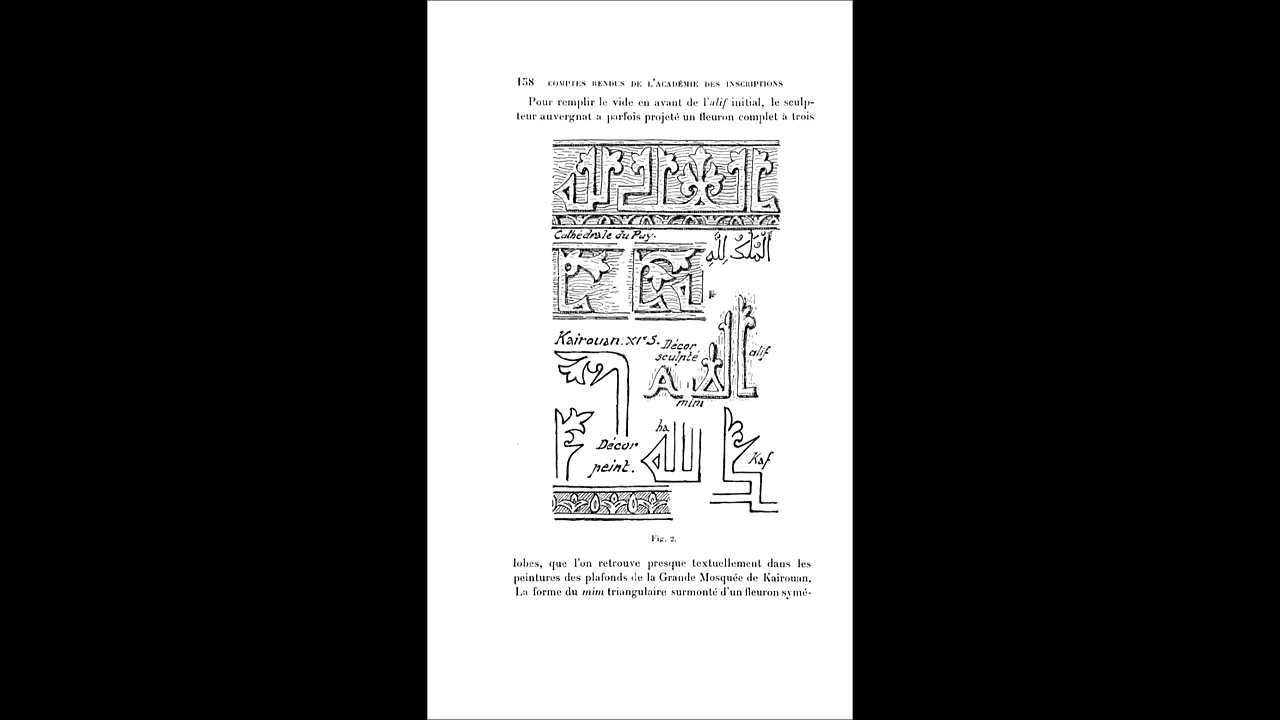 158 COMPTES RENDUS DE L'ACADÉMIE DES INSCRIPTIONS
Pour remplir le vide en avant de l'alif initial, le sculp-
teur auvergnat a parfois projeté un fleuron complet à trois
Cathédrale du Puy.
الملك لله
Kairouan. XIe S.
Décor
sculpté
alif
mim
ha
Décor
peint.
Kaf
Fig. 2.
lobes, que l'on retrouve presque textuellement dans les
peintures des plafonds de la Grande Mosquée de Kairouan.
La forme du mim triangulaire surmonté d'un fleuron symé-